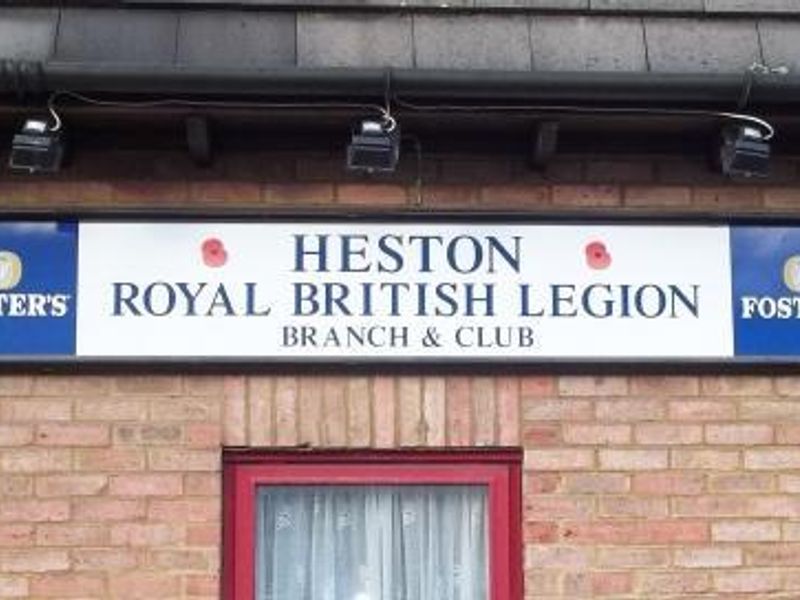 HESTON
ROYAL BRITISH LEGION
BRANCH & CLUB
TER'S
FOST